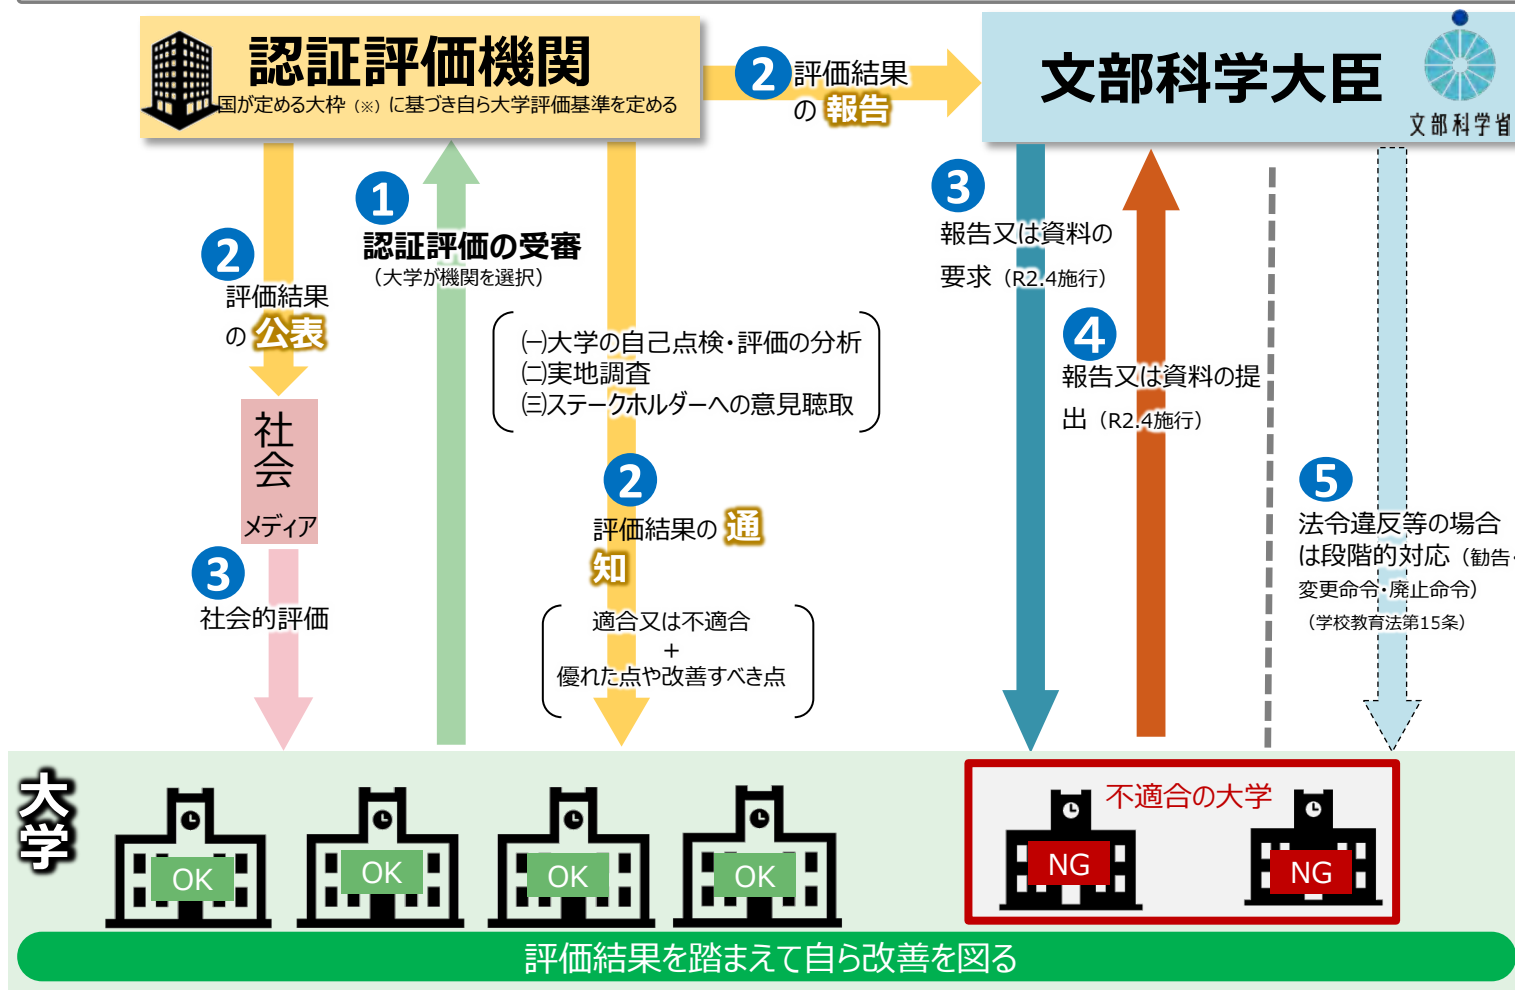 認証評価機関
国が定める大枠（※）に基づき自ら大学評価基準を定める
2
評価結果
の 報告
文部科学大臣
文部科学省
1
認証評価の受審
（大学が機関を選択）
2
評価結果
の 公表
社会
メディア
3
社会的評価
㈠大学の自己点検・評価の分析
㈡実地調査
㈢ステークホルダーへの意見聴取
2
評価結果の 通
知
適合又は不適合
+
優れた点や改善すべき点
3
報告又は資料の
要求（R2.4施行）
4
報告又は資料の提
出（R2.4施行）
5
法令違反等の場合
は段階的対応（勧告・
変更命令・廃止命令）
（学校教育法第15条）
大学
OK
OK
OK
OK
不適合の大学
NG
NG
評価結果を踏まえて自ら改善を図る